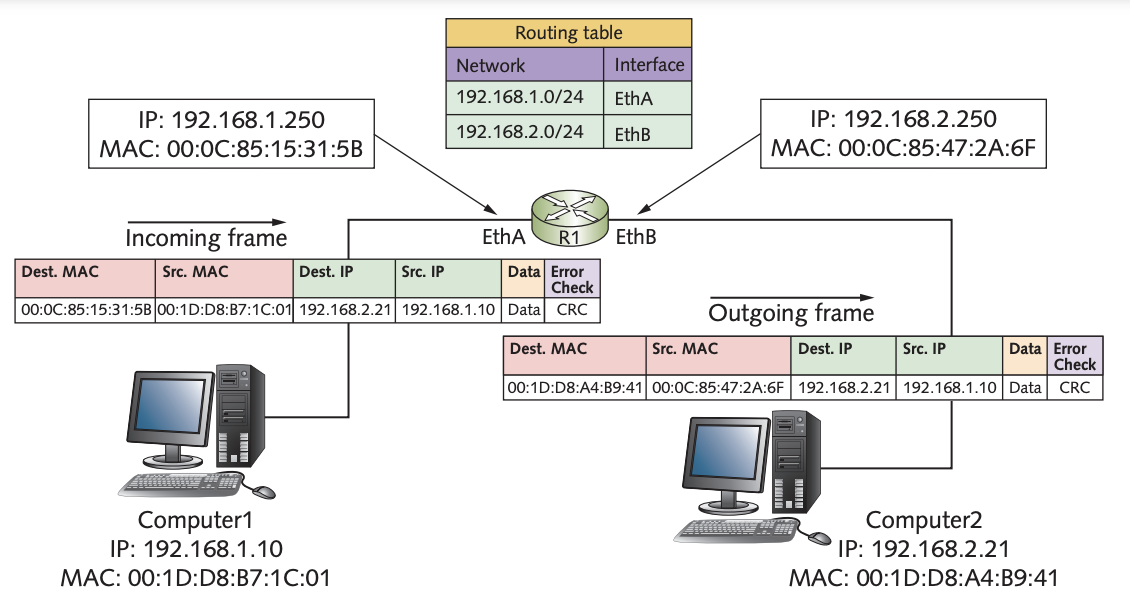 Routing table
Network Interface
192.168.1.0/24 EthA
192.168.2.0/24 EthB
IP: 192.168.1.250
MAC: 00:0C:85:15:31:5B
IP: 192.168.2.250
MAC: 00:0C:85:47:2A:6F
EthA
R1
EthB
Incoming frame
Dest. MAC Src. MAC Dest. IP Src. IP Data Error
Check
00:0C:85:15:31:5B 00:1D:D8:B7:1C:01 192.168.2.21 192.168.1.10 Data CRC
Outgoing frame
Dest. MAC Src. MAC Dest. IP Src. IP Data Error
Check
00:1D:D8:A4:B9:41 00:0C:85:47:2A:6F 192.168.2.21 192.168.1.10 Data CRC
Computer1
IP: 192.168.1.10
MAC: 00:1D:D8:B7:1C:01
Computer2
IP: 192.168.2.21
MAC: 00:1D:D8:A4:B9:41